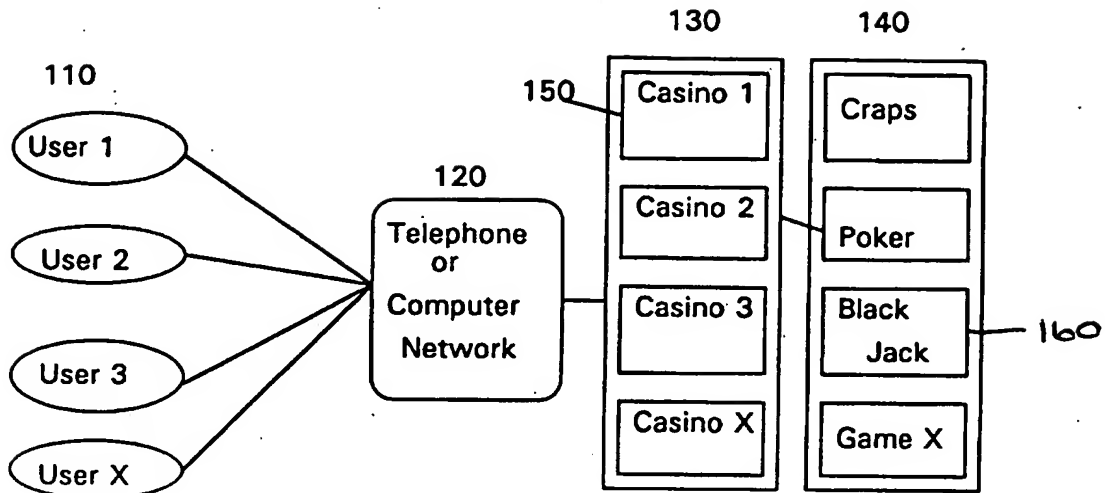 110
User 1
User 2
User 3
User X
120
Telephone
or
Computer
Network
130
150
Casino 1
Casino 2
Casino 3
Casino X
140
Craps
Poker
Black
Jack
160
Game X